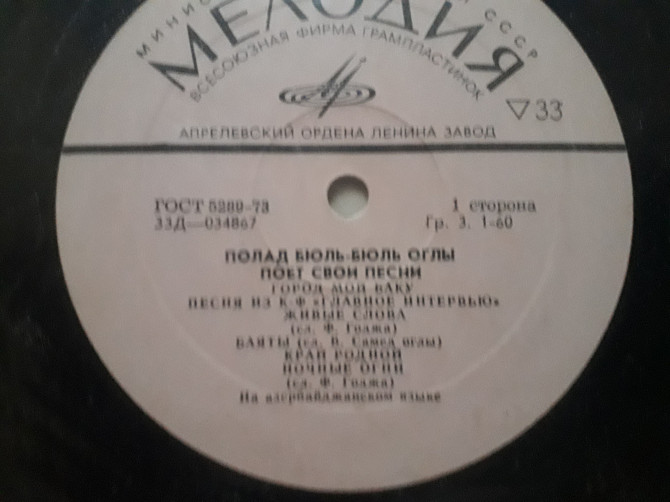 МИНИС
СССР
МЕЛОДИЯ
ВСЕСОЮЗНАЯ ФИРМА ГРАМПЛАСТИНОК
▽33
АПРЕЛЕВСКИЙ ОРДЕНА ЛЕНИНА ЗАВОД
ГОСТ 5289-73
1 сторона
33Д—034867
Гр. 3. 1-60
ПОЛАД БЮЛЬ-БЮЛЬ ОГЛЫ
ПОЕТ СВОИ ПЕСНИ
ГОРОД МОЙ БАКУ
ПЕСНЯ ИЗ К-Ф «ГЛАВНОЕ ИНТЕРВЬЮ»
ЖИВЫЕ СЛОВА
(сл. Ф. Годжа)
БАЯТЫ (сл. В. Самед оглы)
КРАЙ РОДНОЙ
НОЧНЫЕ ОГНИ
(сл. Ф. Годжа)
На азербайджанском языке